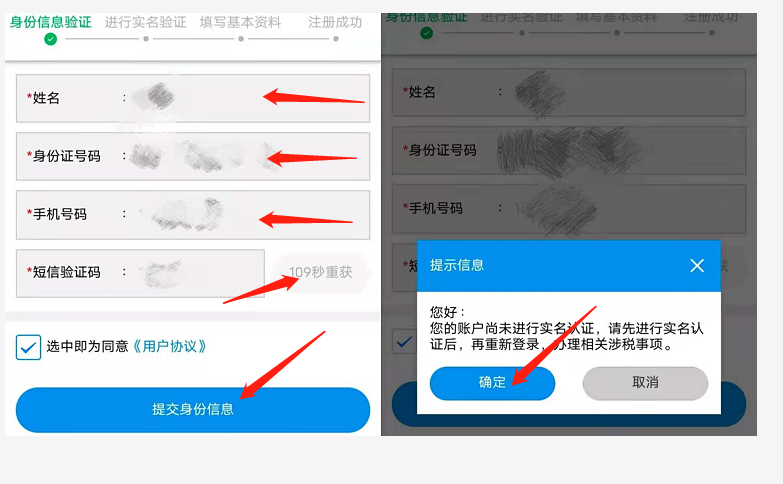 身份信息验证 进行实名验证 填写基本资料 注册成功
*姓名 :
*身份证号码 :
*手机号码 :
*短信验证码 : 109秒重获
选中即为同意《用户协议》
提交身份信息
身份信息验证 进行实名验证 填写基本资料 注册成功
*姓名 :
*身份证号码 :
*手机号码 :
*短
获
提示信息
您好:
您的账户尚未进行实名认证,请先进行实名认
证后,再重新登录,办理相关涉税事项。
确定 取消